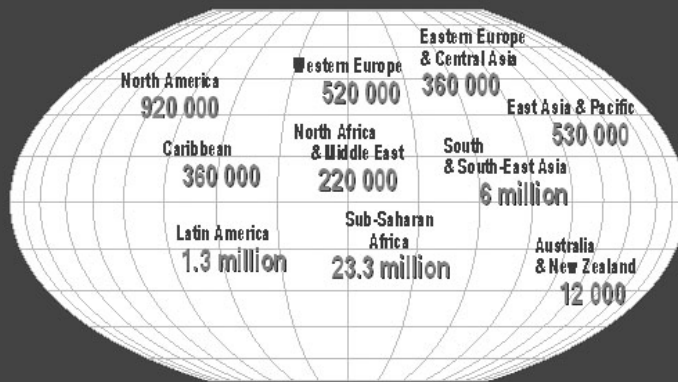 Eastern Europe
& Central Asia
360 000
Western Europe
520 000
North America
920 000
East Asia & Pacific
530 000
North Africa
& Middle East
220 000
South
& South-East Asia
6 million
Caribbean
360 000
Sub-Saharan
Africa
23.3 million
Latin America
1.3 million
Australia
& New Zealand
12 000